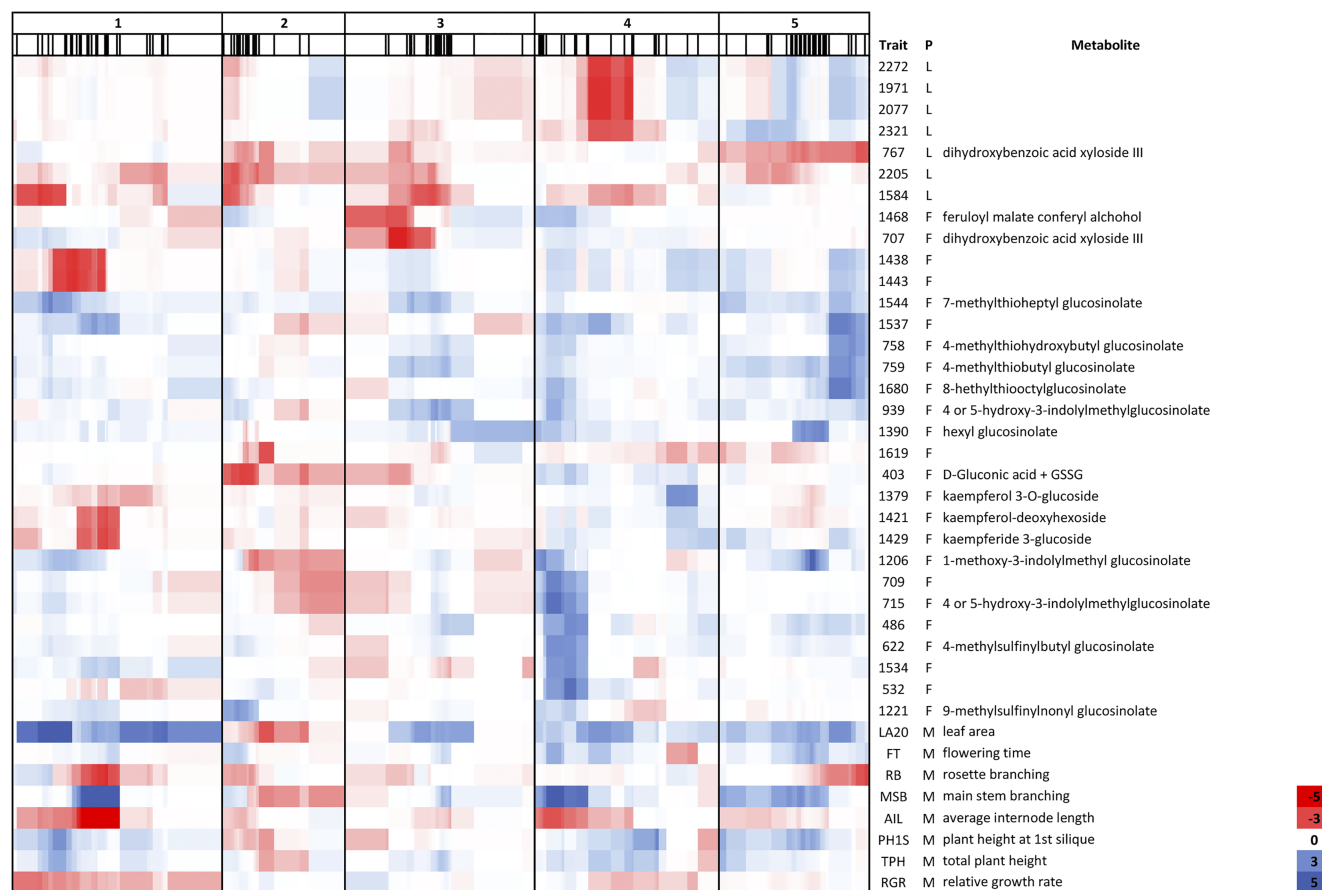 1 2 3 4 5
Trait P Metabolite
2272 L
1971 L
2077 L
2321 L
767 L dihydroxybenzoic acid xyloside III
2205 L
1584 L
1468 F feruloyl malate conferyl alchohol
707 F dihydroxybenzoic acid xyloside III
1438 F
1443 F
1544 F 7-methylthioheptyl glucosinolate
1537 F
758 F 4-methylthiohydroxybutyl glucosinolate
759 F 4-methylthiobutyl glucosinolate
1680 F 8-hethylthiooctylglucosinolate
939 F 4 or 5-hydroxy-3-indolylmethylglucosinolate
1390 F hexyl glucosinolate
1619 F
403 F D-Gluconic acid + GSSG
1379 F kaempferol 3-O-glucoside
1421 F kaempferol-deoxyhexoside
1429 F kaempferide 3-glucoside
1206 F 1-methoxy-3-indolylmethyl glucosinolate
709 F
715 F 4 or 5-hydroxy-3-indolylmethylglucosinolate
486 F
622 F 4-methylsulfinylbutyl glucosinolate
1534 F
532 F
1221 F 9-methylsulfinylnonyl glucosinolate
LA20 M leaf area
FT M flowering time
RB M rosette branching
MSB M main stem branching -5
AIL M average internode length -3
PH1S M plant height at 1st silique 0
TPH M total plant height 3
RGR M relative growth rate 5